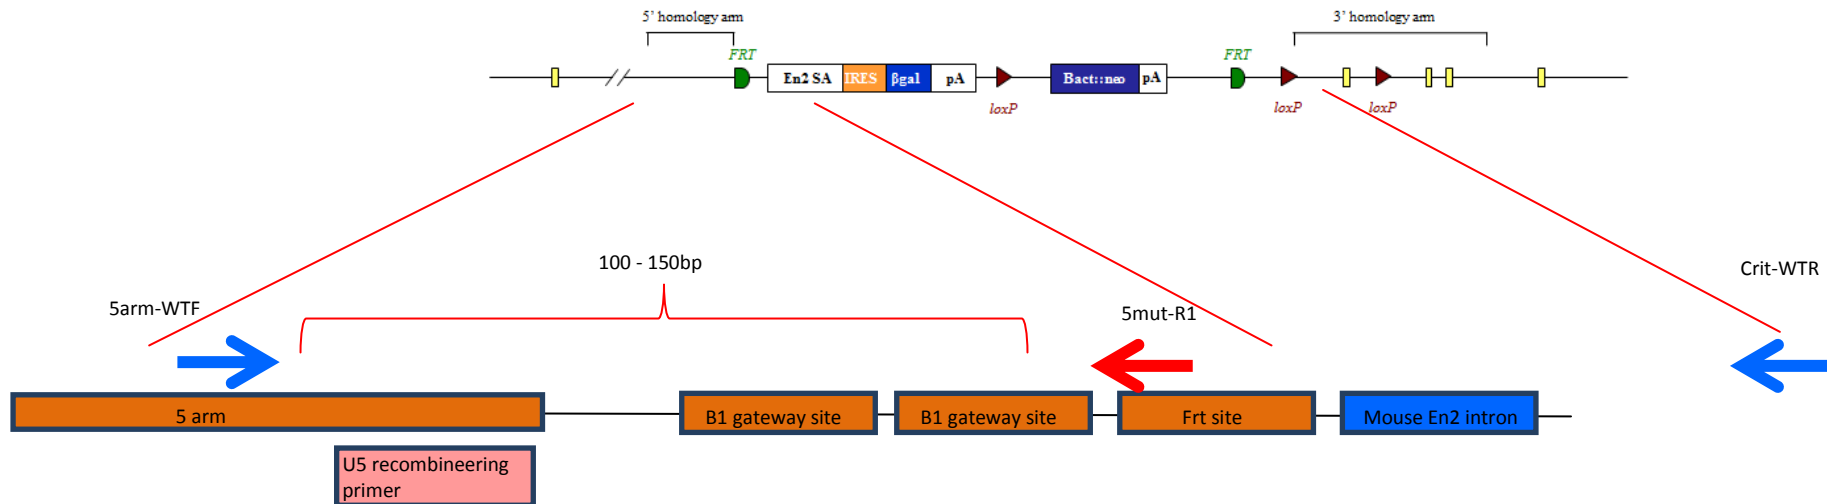 5' homology arm
3' homology arm
FRT
FRT
En2 SA IRES βgal pA
Bact::neo pA
loxP
loxP
loxP
100 - 150bp
Crit-WTR
5arm-WTF
5mut-R1
5 arm
B1 gateway site
B1 gateway site
Frt site
Mouse En2 intron
U5 recombineering
primer